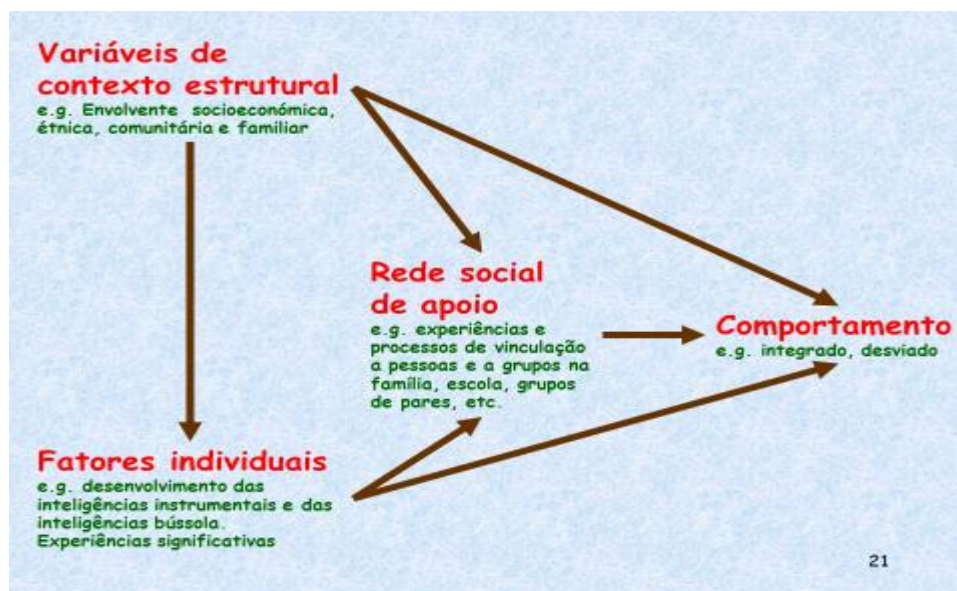 Variáveis de
contexto estrutural
e.g. Envolvente socioeconómica,
étnica, comunitária e familiar
Rede social
de apoio
e.g. experiências e
processos de vinculação
a pessoas e a grupos na
família, escola, grupos
de pares, etc.
Comportamento
e.g. integrado, desviado
Fatores individuais
e.g. desenvolvimento das
inteligências instrumentais e das
inteligências bússola.
Experiências significativas
21